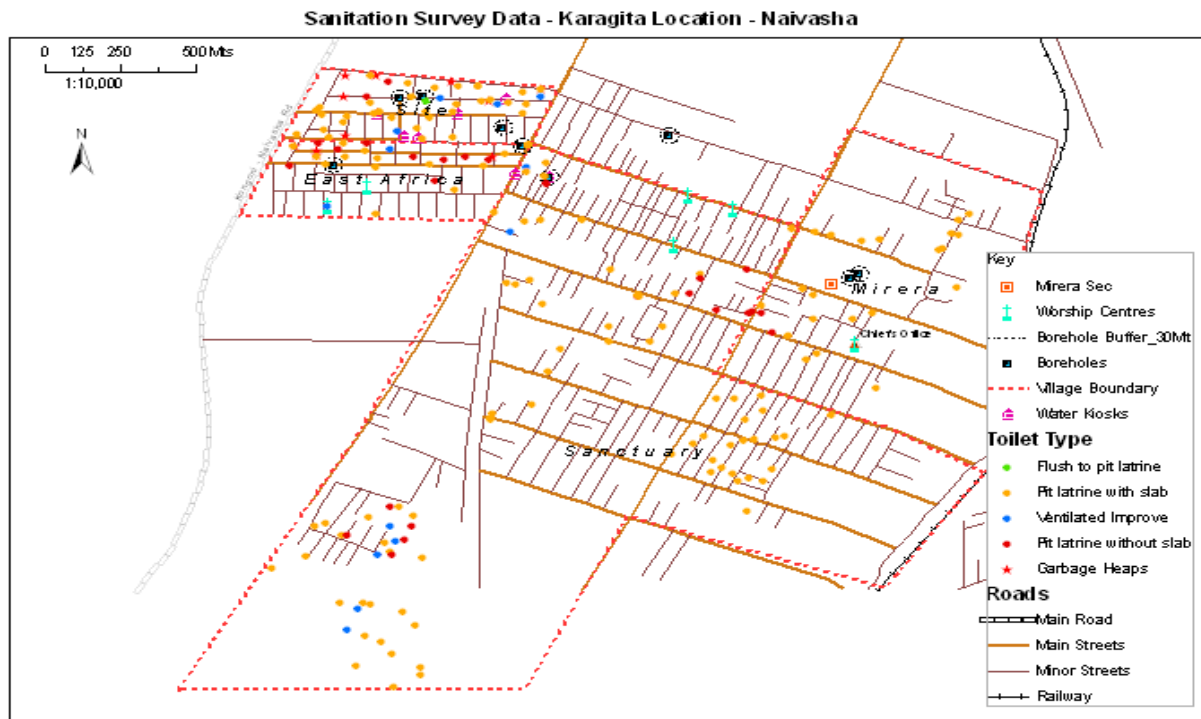 Sanitation Survey Data - Karagita Location - Naivasha
0 125 250 500 Mts
1:10,000
N
Site
East Africa
Mirera
Chief's Office
Sanctuary
Key
Mirera Sec
Worship Centres
Borehole Buffer_30Mt
Boreholes
Village Boundary
Water Kiosks
Toilet Type
Flush to pit latrine
Pit latrine with slab
Ventilated Improve
Pit latrine without slab
Garbage Heaps
Roads
Main Road
Main Streets
Minor Streets
Railway